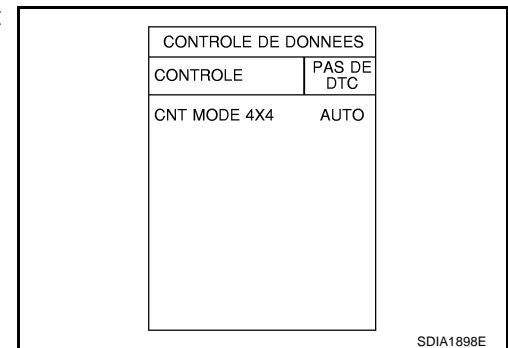 CONTROLE DE DONNEES
CONTROLE PAS DE DTC
CNT MODE 4X4 AUTO
SDIA1898E